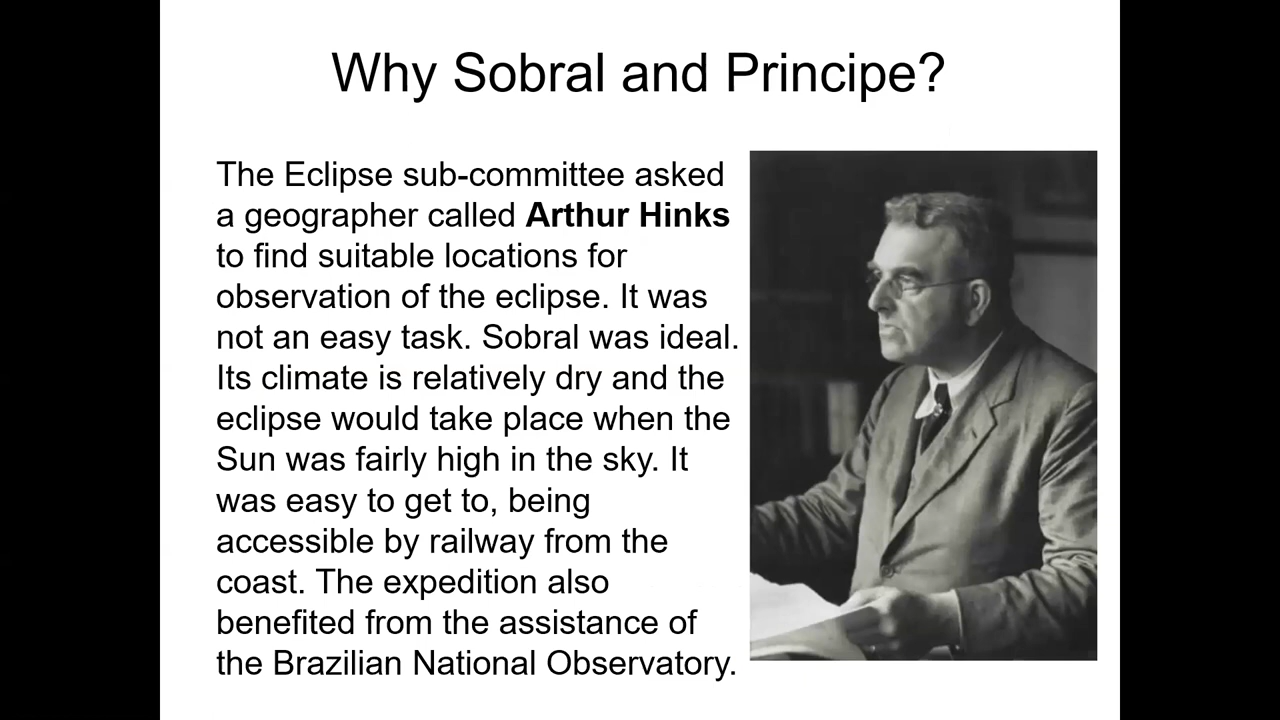 Why Sobral and Principe?
The Eclipse sub-committee asked
a geographer called Arthur Hinks
to find suitable locations for
observation of the eclipse. It was
not an easy task. Sobral was ideal.
Its climate is relatively dry and the
eclipse would take place when the
Sun was fairly high in the sky. It
was easy to get to, being
accessible by railway from the
coast. The expedition also
benefited from the assistance of
the Brazilian National Observatory.